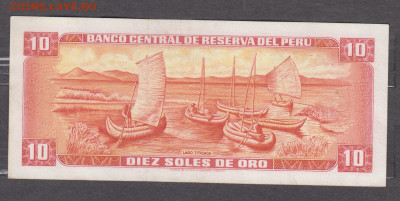 10 BANCO CENTRAL DE RESERVA DEL PERU 10
LAGO TITICACA
10 DIEZ SOLES DE ORO 10